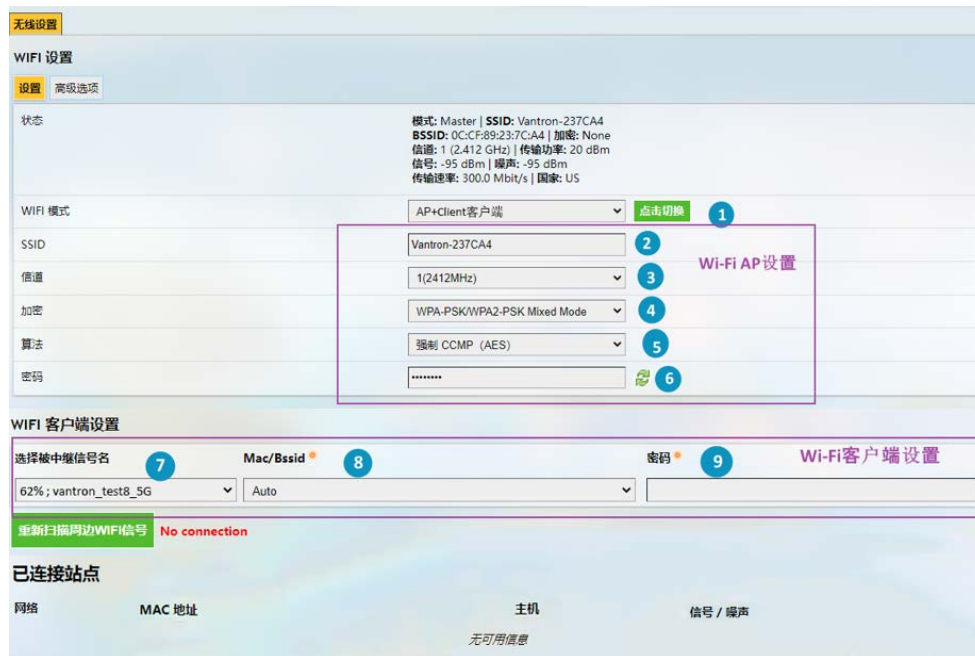 无线设置
WIFI 设置
设置 高级选项
状态
模式: Master | SSID: Vantron-237CA4
BSSID: 0C:CF:89:23:7C:A4 | 加密: None
信道: 1 (2.412 GHz) | 传输功率: 20 dBm
信号: -95 dBm | 噪声: -95 dBm
传输速率: 300.0 Mbit/s | 国家: US
WIFI 模式 AP+Client客户端 点击切换 1
SSID Vantron-237CA4 2
Wi-Fi AP设置
信道 1(2412MHz) 3
加密 WPA-PSK/WPA2-PSK Mixed Mode 4
算法 强制 CCMP（AES） 5
密码 •••••••• 6
WIFI 客户端设置
选择被中继信号名 7 Mac/Bssid 8 密码 9 Wi-Fi客户端设置
62% ; vantron_test8_5G Auto
重新扫描周边WIFI信号 No connection
已连接站点
网络 MAC 地址 主机 信号 / 噪声
无可用信息